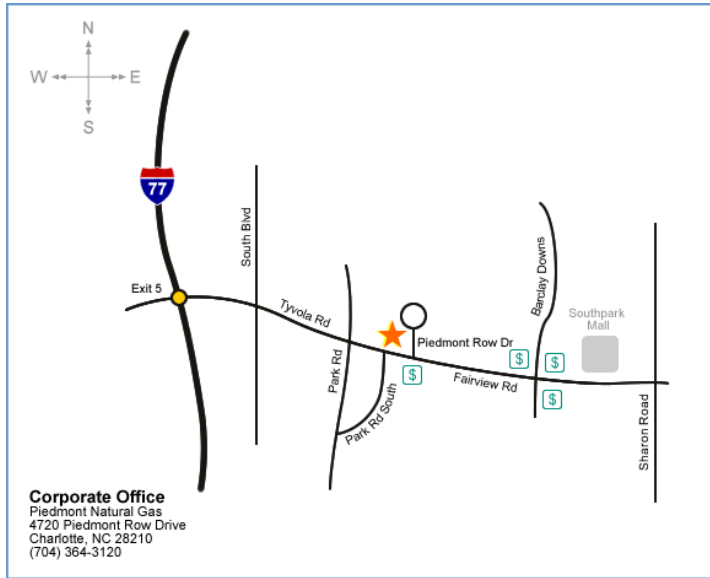 N
W
E
S
77
South Blvd
Barclay Downs
Exit 5
Tyvola Rd
Southpark
Mall
Piedmont Row Dr
Park Rd
$
$
$
Fairview Rd
$
Park Rd South
Sharon Road
Corporate Office
Piedmont Natural Gas
4720 Piedmont Row Drive
Charlotte, NC 28210
(704) 364-3120